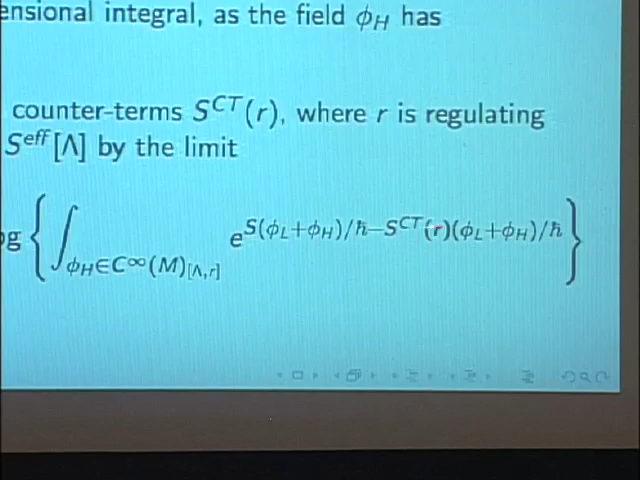 ensional integral, as the field ϕ_H has
counter-terms S^{CT}(r), where r is regulating
S^{eff}[Λ] by the limit
og { ∫_{ϕ_H∈C^∞(M)_{[Λ,r]}} e^{S(ϕ_L+ϕ_H)/ℏ−S^{CT}(r)(ϕ_L+ϕ_H)/ℏ} }